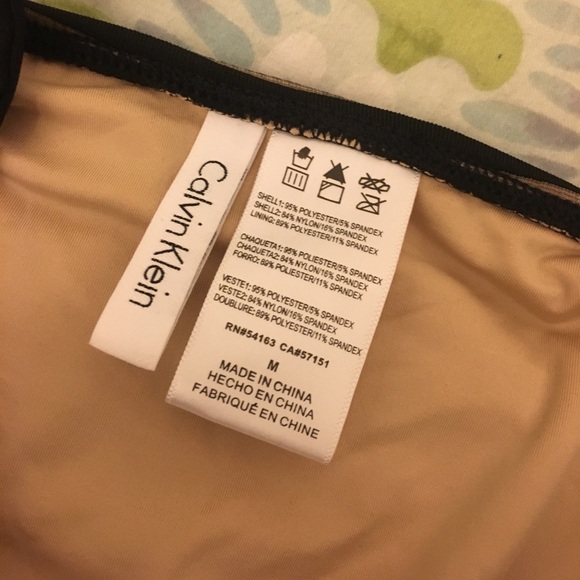 Calvin Klein
SHELL1: 95% POLYESTER/5% SPANDEX
SHELL2: 84% NYLON/16% SPANDEX
LINING: 89% POLYESTER/11% SPANDEX
CHAQUETA1: 95% POLIESTER/5% SPANDEX
CHAQUETA2: 84% NYLON/16% SPANDEX
FORRO: 89% POLIESTER/11% SPANDEX
VESTE1: 95% POLYESTER/5% SPANDEX
VESTE2: 84% NYLON/16% SPANDEX
DOUBLURE: 89% POLYESTER/11% SPANDEX
RN#54163 CA#57151
M
MADE IN CHINA
HECHO EN CHINA
FABRIQUÉ EN CHINE